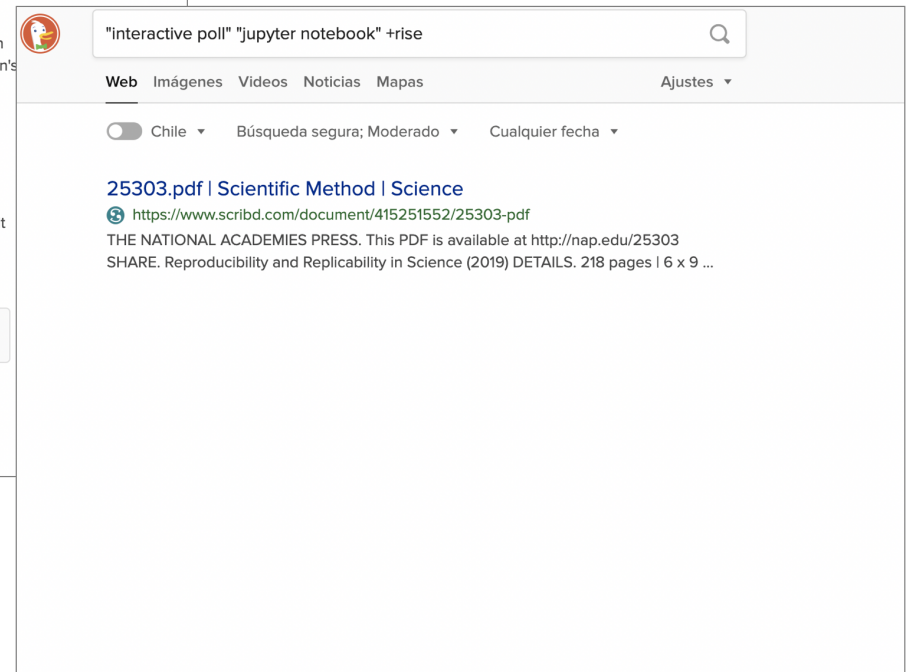 "interactive poll" "jupyter notebook" +rise
Web Imágenes Videos Noticias Mapas Ajustes
Chile Búsqueda segura; Moderado Cualquier fecha
25303.pdf | Scientific Method | Science
https://www.scribd.com/document/415251552/25303-pdf
THE NATIONAL ACADEMIES PRESS. This PDF is available at http://nap.edu/25303
SHARE. Reproducibility and Replicability in Science (2019) DETAILS. 218 pages | 6 x 9 ...